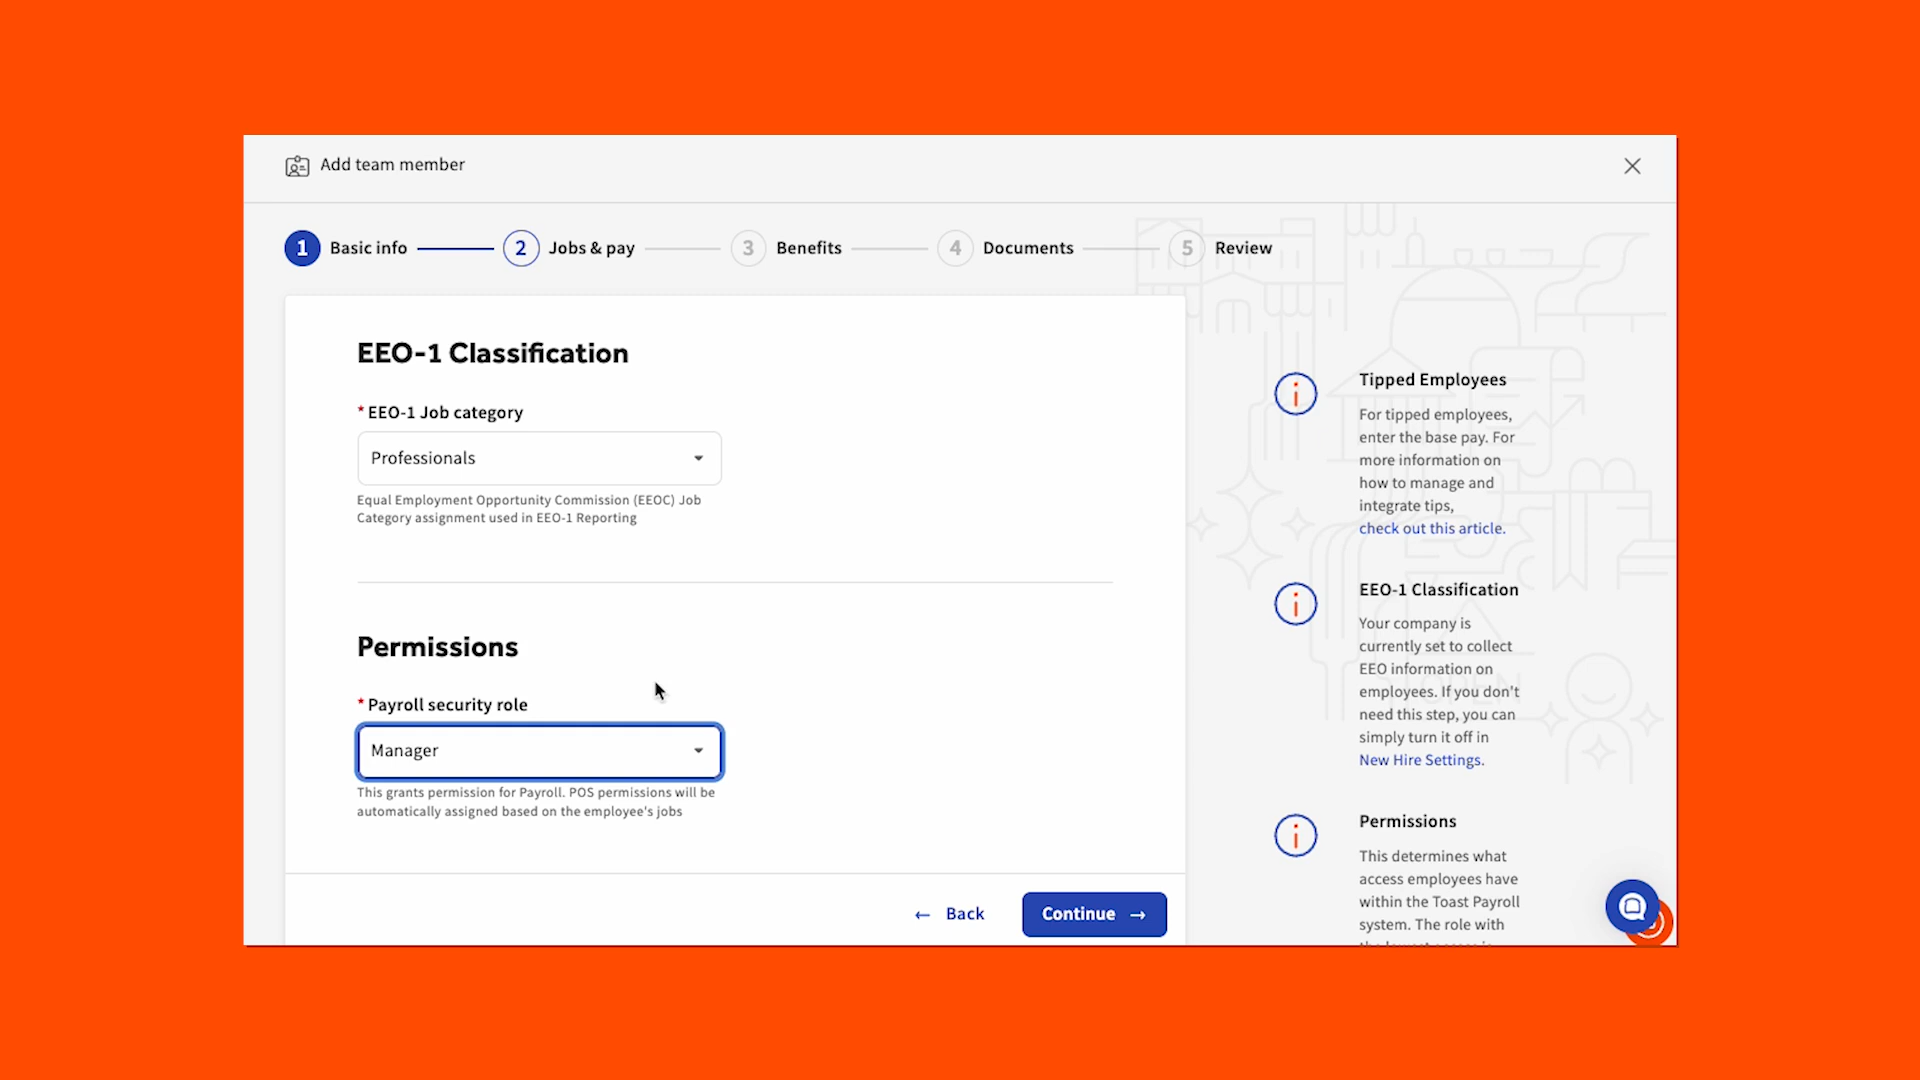 Add team member
1 Basic info 2 Jobs & pay 3 Benefits 4 Documents 5 Review
EEO-1 Classification
* EEO-1 Job category
Professionals
Equal Employment Opportunity Commission (EEOC) Job
Category assignment used in EEO-1 Reporting
Permissions
* Payroll security role
Manager
This grants permission for Payroll. POS permissions will be
automatically assigned based on the employee's jobs
← Back
Continue →
Tipped Employees
For tipped employees,
enter the base pay. For
more information on
how to manage and
integrate tips,
check out this article.
EEO-1 Classification
Your company is
currently set to collect
EEO information on
employees. If you don't
need this step, you can
simply turn it off in
New Hire Settings.
Permissions
This determines what
access employees have
within the Toast Payroll
system. The role with
OPEN